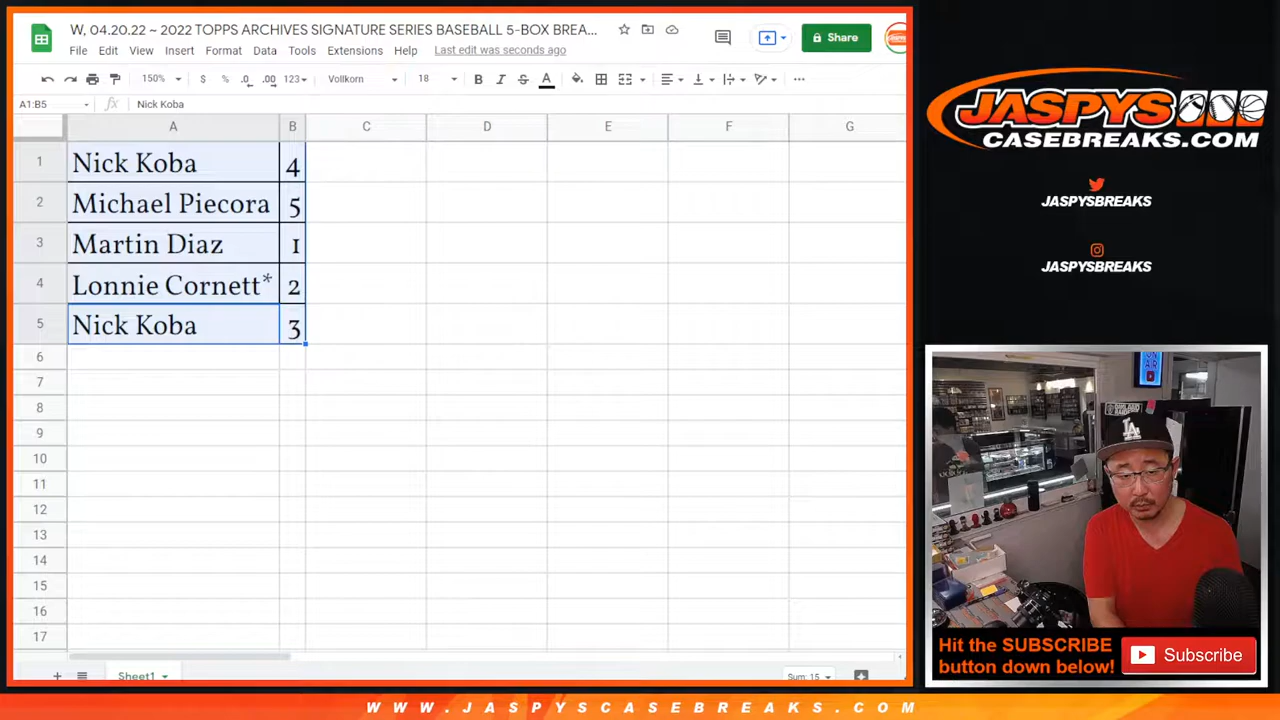 W, 04.20.22 ~ 2022 TOPPS ARCHIVES SIGNATURE SERIES BASEBALL 5-BOX BREA...
File Edit View Insert Format Data Tools Extensions Help Last edit was seconds ago
Share
150% $ % .0 .00 123 Vollkorn 18 B I S A
A1:B5 fx Nick Koba
A B C D E F G
1 Nick Koba 4
2 Michael Piecora 5
3 Martin Diaz 1
4 Lonnie Cornett* 2
5 Nick Koba 3
6
7
8
9
10
11
12
13
14
15
16
17
Sheet1 Sum: 15
JASPYS
CASEBREAKS.COM
JASPYSBREAKS
JASPYSBREAKS
LA
Hit the SUBSCRIBE
button down below!
Subscribe
WWW.JASPYSCASEBREAKS.COM